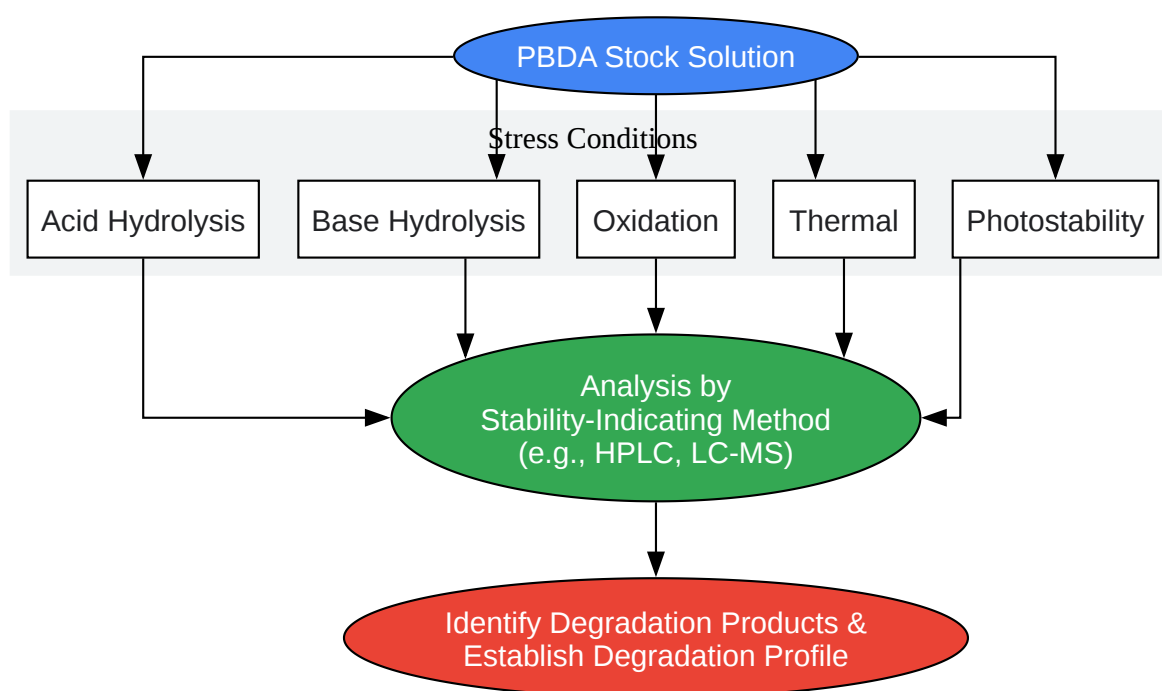 PBDA Stock Solution
Stress Conditions
Acid Hydrolysis
Base Hydrolysis
Oxidation
Thermal
Photostability
Analysis by
Stability-Indicating Method
(e.g., HPLC, LC-MS)
Identify Degradation Products &
Establish Degradation Profile